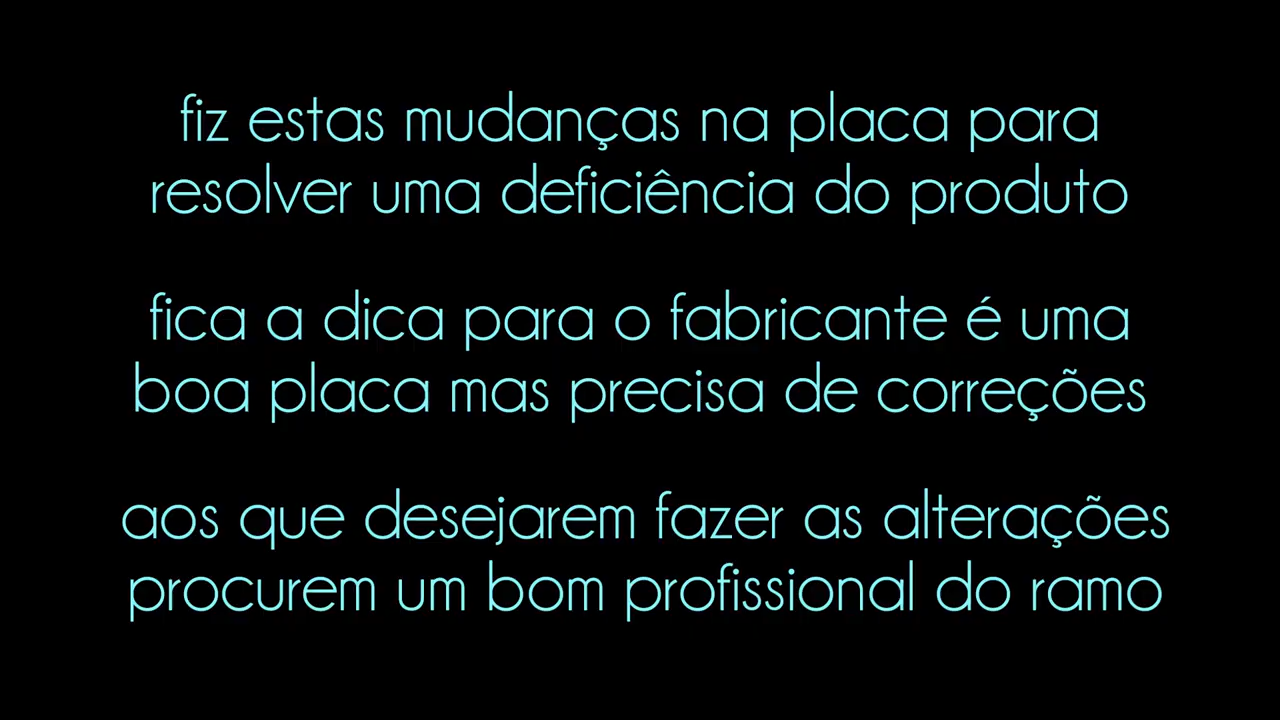 fiz estas mudanças na placa para
resolver uma deficiência do produto
fica a dica para o fabricante é uma
boa placa mas precisa de correções
aos que desejarem fazer as alterações
procurem um bom profissional do ramo